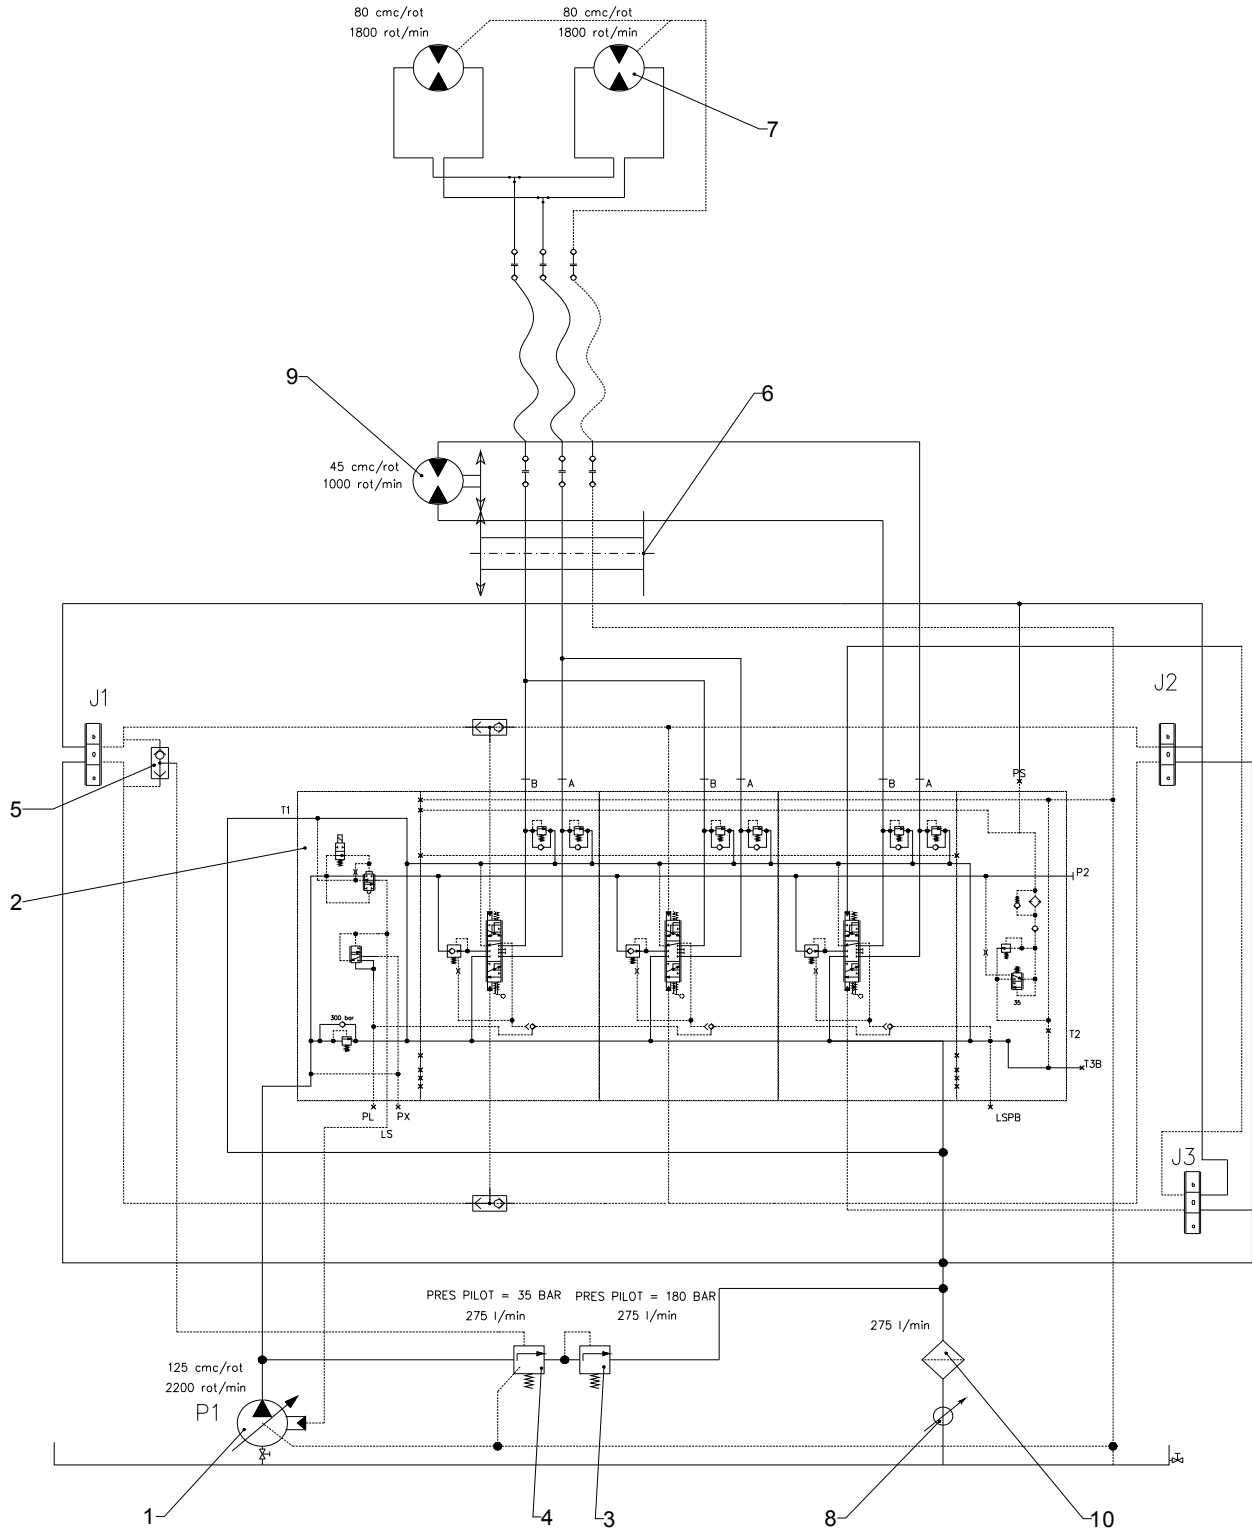 80 cmc/rot
1800 rot/min
80 cmc/rot
1800 rot/min
7
9
6
45 cmc/rot
1000 rot/min
J1
J2
b
0
a
b
0
a
5
PS
B
A
B
A
B
A
T1
2
P2
35
300 bar
T2
T3B
PL
PX
LS
LSPB
J3
b
0
a
PRES PILOT = 35 BAR
275 l/min
PRES PILOT = 180 BAR
275 l/min
275 l/min
125 cmc/rot
2200 rot/min
P1
1
4
3
8
10